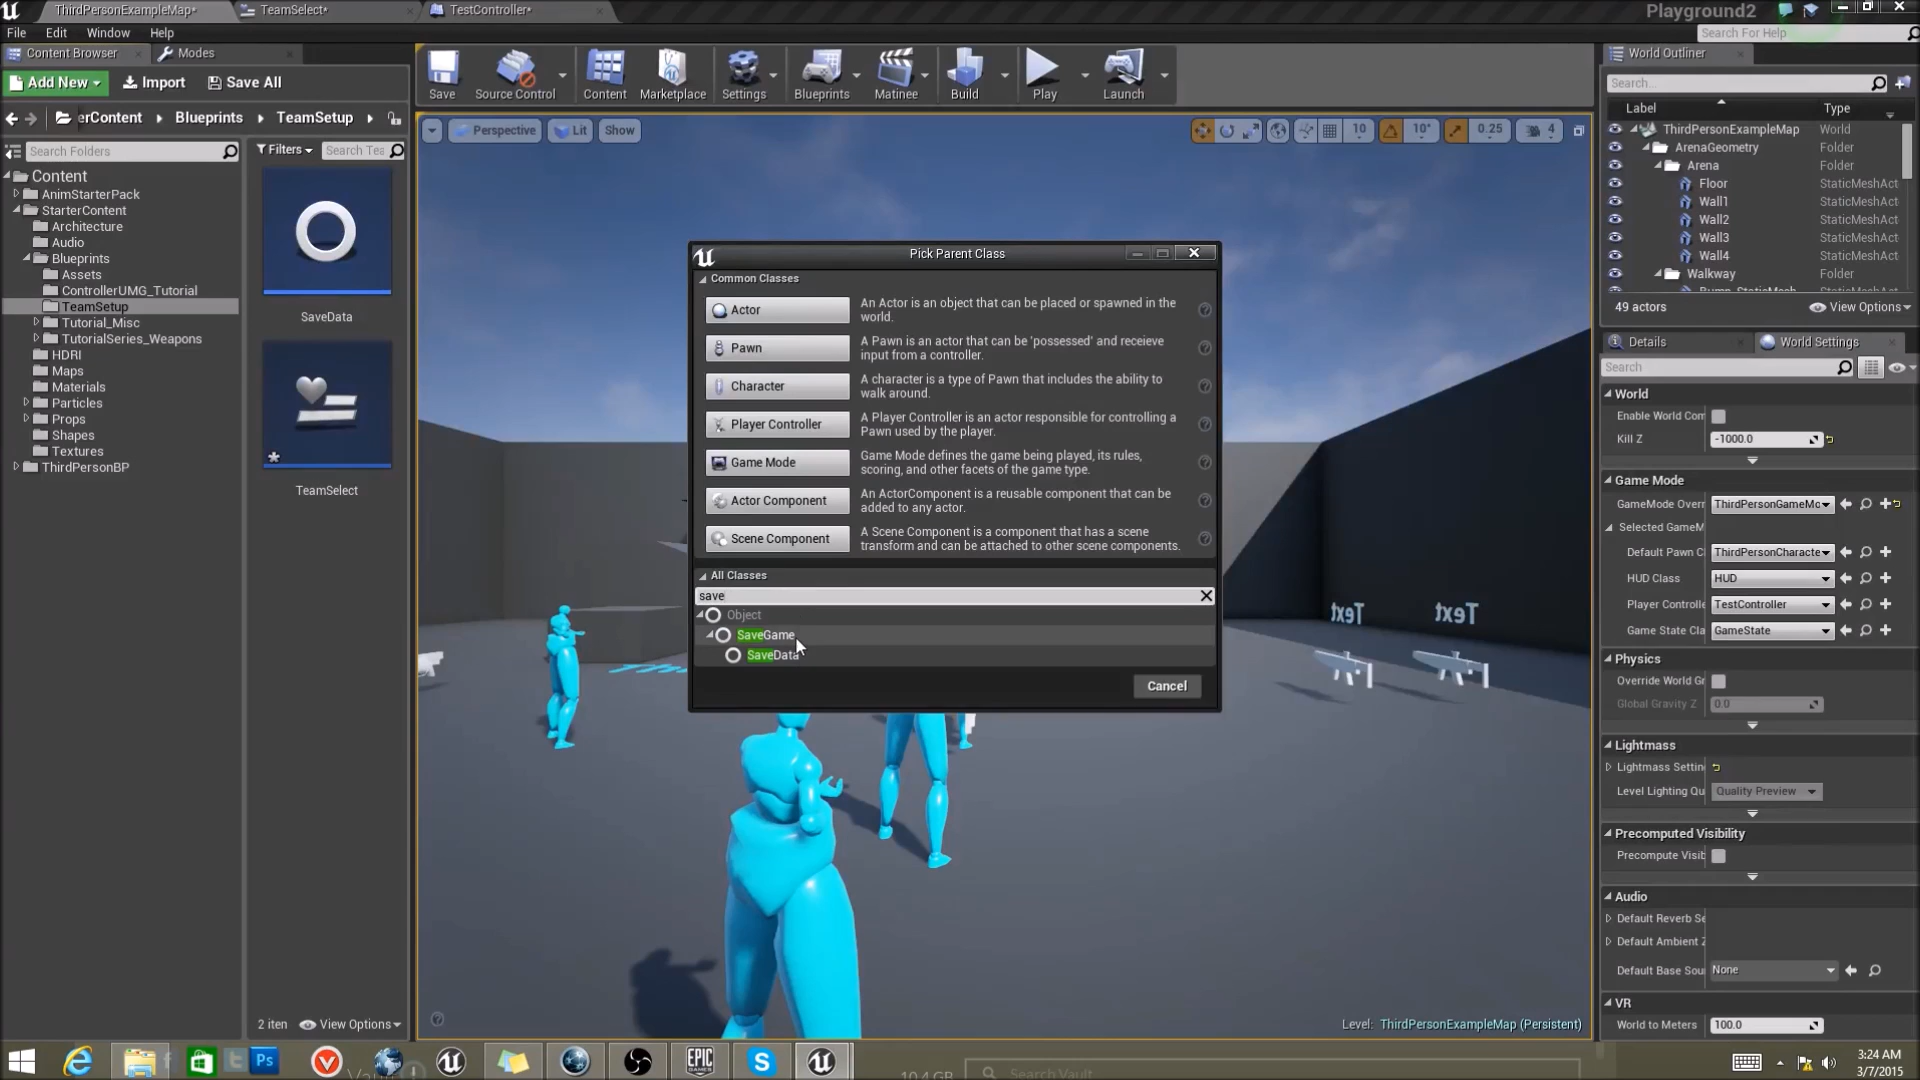 ThirdPersonExampleMap*
TeamSelect*
TestController*
Playground2
File Edit Window Help
Search For Help
Content Browser
Modes
World Outliner
Add New
Import
Save All
Save
Source Control
Content
Marketplace
Settings
Blueprints
Matinee
Build
Play
Launch
Search...
Label
Type
erContent
Blueprints
TeamSetup
Perspective
Lit
Show
10
10°
0.25
4
Search Folders
Filters
Search Tea
Content
AnimStarterPack
StarterContent
Architecture
Audio
Blueprints
Assets
ControllerUMG_Tutorial
TeamSetup
Tutorial_Misc
TutorialSeries_Weapons
HDRI
Maps
Materials
Particles
Props
Shapes
Textures
ThirdPersonBP
SaveData
TeamSelect
2 item
View Options
Pick Parent Class
Common Classes
Actor
An Actor is an object that can be placed or spawned in the
world.
Pawn
A Pawn is an actor that can be 'possessed' and receieve
input from a controller.
Character
A character is a type of Pawn that includes the ability to
walk around.
Player Controller
A Player Controller is an actor responsible for controlling a
Pawn used by the player.
Game Mode
Game Mode defines the game being played, its rules,
scoring, and other facets of the game type.
Actor Component
An ActorComponent is a reusable component that can be
added to any actor.
Scene Component
A Scene Component is a component that has a scene
transform and can be attached to other scene components.
All Classes
save
Object
SaveGame
SaveData
Cancel
Text
Text
Level: ThirdPersonExampleMap (Persistent)
ThirdPersonExampleMap World
ArenaGeometry Folder
Arena Folder
Floor StaticMeshAct
Wall1 StaticMeshAct
Wall2 StaticMeshAct
Wall3 StaticMeshAct
Wall4 StaticMeshAct
Walkway Folder
49 actors
View Options
Details
World Settings
Search
World
Enable World Com
Kill Z -1000.0
Game Mode
GameMode Overr ThirdPersonGameMo
Selected GameM
Default Pawn Cl ThirdPersonCharacte
HUD Class HUD
Player Controlle TestController
Game State Cla GameState
Physics
Override World Gr
Global Gravity Z 0.0
Lightmass
Lightmass Settin
Level Lighting Qu Quality Preview
Precomputed Visibility
Precompute Visib
Audio
Default Reverb Se
Default Ambient Z
Default Base Sou None
VR
World to Meters 100.0
Ps
EPIC
GAMES
10.4 GB
Search Vault
3:24 AM
3/7/2015